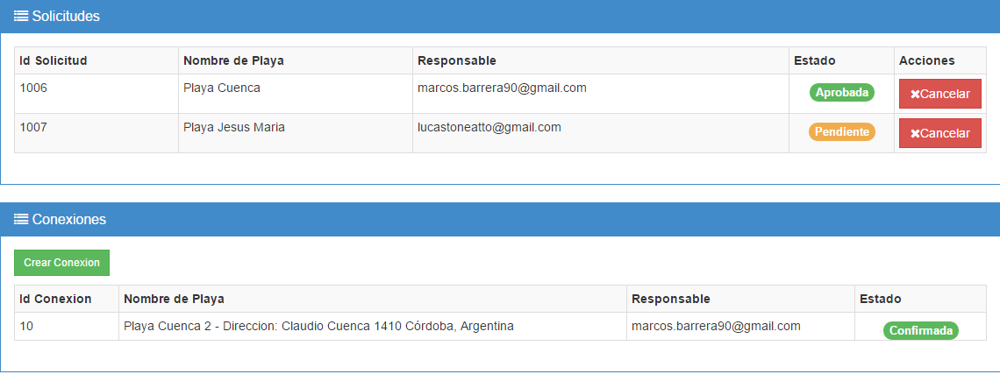 Solicitudes
Id Solicitud Nombre de Playa Responsable Estado Acciones
1006 Playa Cuenca marcos.barrera90@gmail.com Aprobada ×Cancelar
1007 Playa Jesus Maria lucastoneatto@gmail.com Pendiente ×Cancelar
Conexiones
Crear Conexion
Id Conexion Nombre de Playa Responsable Estado
10 Playa Cuenca 2 - Direccion: Claudio Cuenca 1410 Córdoba, Argentina marcos.barrera90@gmail.com Confirmada